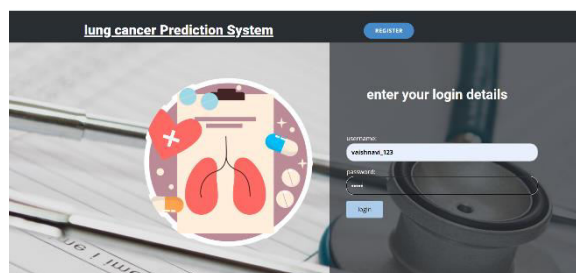 lung cancer Prediction System
REGISTER
enter your login details
username:
vaishnavi_123
password:
•••••
login